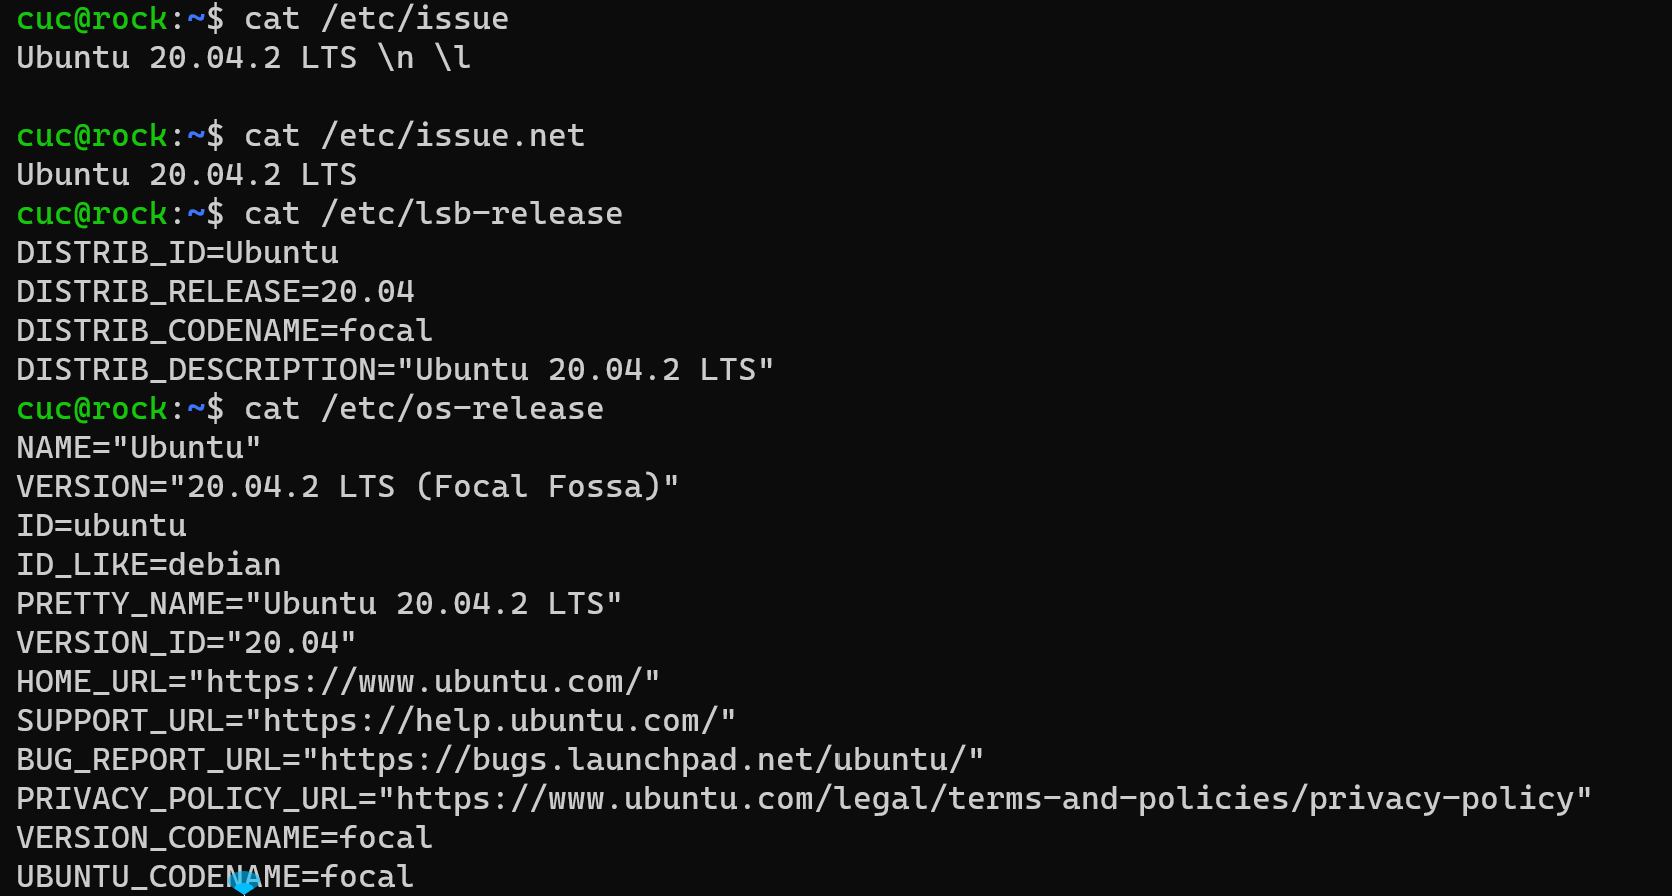 cuc@rock:~$ cat /etc/issue
Ubuntu 20.04.2 LTS \n \l
cuc@rock:~$ cat /etc/issue.net
Ubuntu 20.04.2 LTS
cuc@rock:~$ cat /etc/lsb-release
DISTRIB_ID=Ubuntu
DISTRIB_RELEASE=20.04
DISTRIB_CODENAME=focal
DISTRIB_DESCRIPTION="Ubuntu 20.04.2 LTS"
cuc@rock:~$ cat /etc/os-release
NAME="Ubuntu"
VERSION="20.04.2 LTS (Focal Fossa)"
ID=ubuntu
ID_LIKE=debian
PRETTY_NAME="Ubuntu 20.04.2 LTS"
VERSION_ID="20.04"
HOME_URL="https://www.ubuntu.com/"
SUPPORT_URL="https://help.ubuntu.com/"
BUG_REPORT_URL="https://bugs.launchpad.net/ubuntu/"
PRIVACY_POLICY_URL="https://www.ubuntu.com/legal/terms-and-policies/privacy-policy"
VERSION_CODENAME=focal
UBUNTU_CODENAME=focal